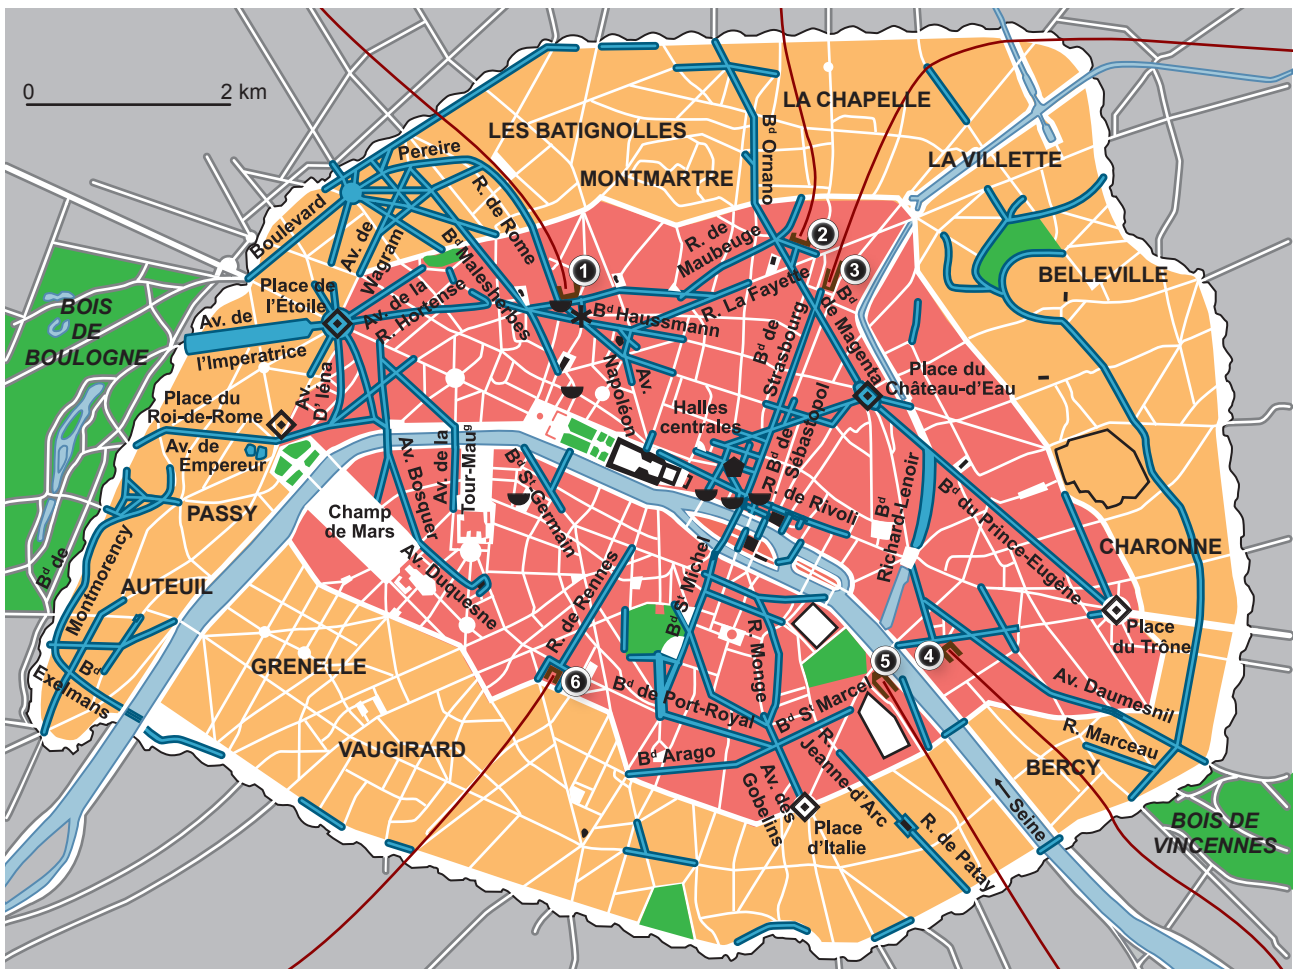 0 2 km
LA CHAPELLE
LES BATIGNOLLES
Pereire
Bᵈ Ornano
LA VILLETTE
MONTMARTRE
R. de Rome
Boulevard
Av. de
Wagram
Bᵈ Malesherbes
R. de
Maubeuge
2
BELLEVILLE
1
3
Place de
l'Étoile
Av. de la
R. Hortense
R. La Fayette
Bᵈ
de Magenta
BOIS
DE
BOULOGNE
Av. de
l'Imperatrice
Bᵈ Haussmann
Bᵈ de
Strasbourg
Av.
Napoléon
Place du
Château-d'Eau
Av.
D'Iéna
Place du
Roi-de-Rome
Halles
centrales
Bᵈ de
Sébastopol
Av. de
Empereur
Av. Bosquer
Av. de la
Tour-Maugᵍ
Bᵈ Sᵗ Germain
R. de Rivoli
Bᵈ
Richard-Lenoir
Bᵈ du Prince-Eugène
PASSY
Champ
de Mars
CHARONNE
Bᵈ de
Montmorency
AUTEUIL
Av. Duquesne
R. de Rennes
Bᵈ Sᵗ Michel
R. Monge
Place
du Trône
GRENELLE
4
5
6
Bᵈ
Exelmans
Bᵈ de Port-Royal
Bᵈ Sᵗ Marcel
Av. Daumesnil
R. Marceau
VAUGIRARD
Bᵈ Arago
BERCY
Av. des
Gobelins
R.
Jeanne-d'Arc
Place
d'Italie
R. de Patay
← Seine
BOIS DE
VINCENNES